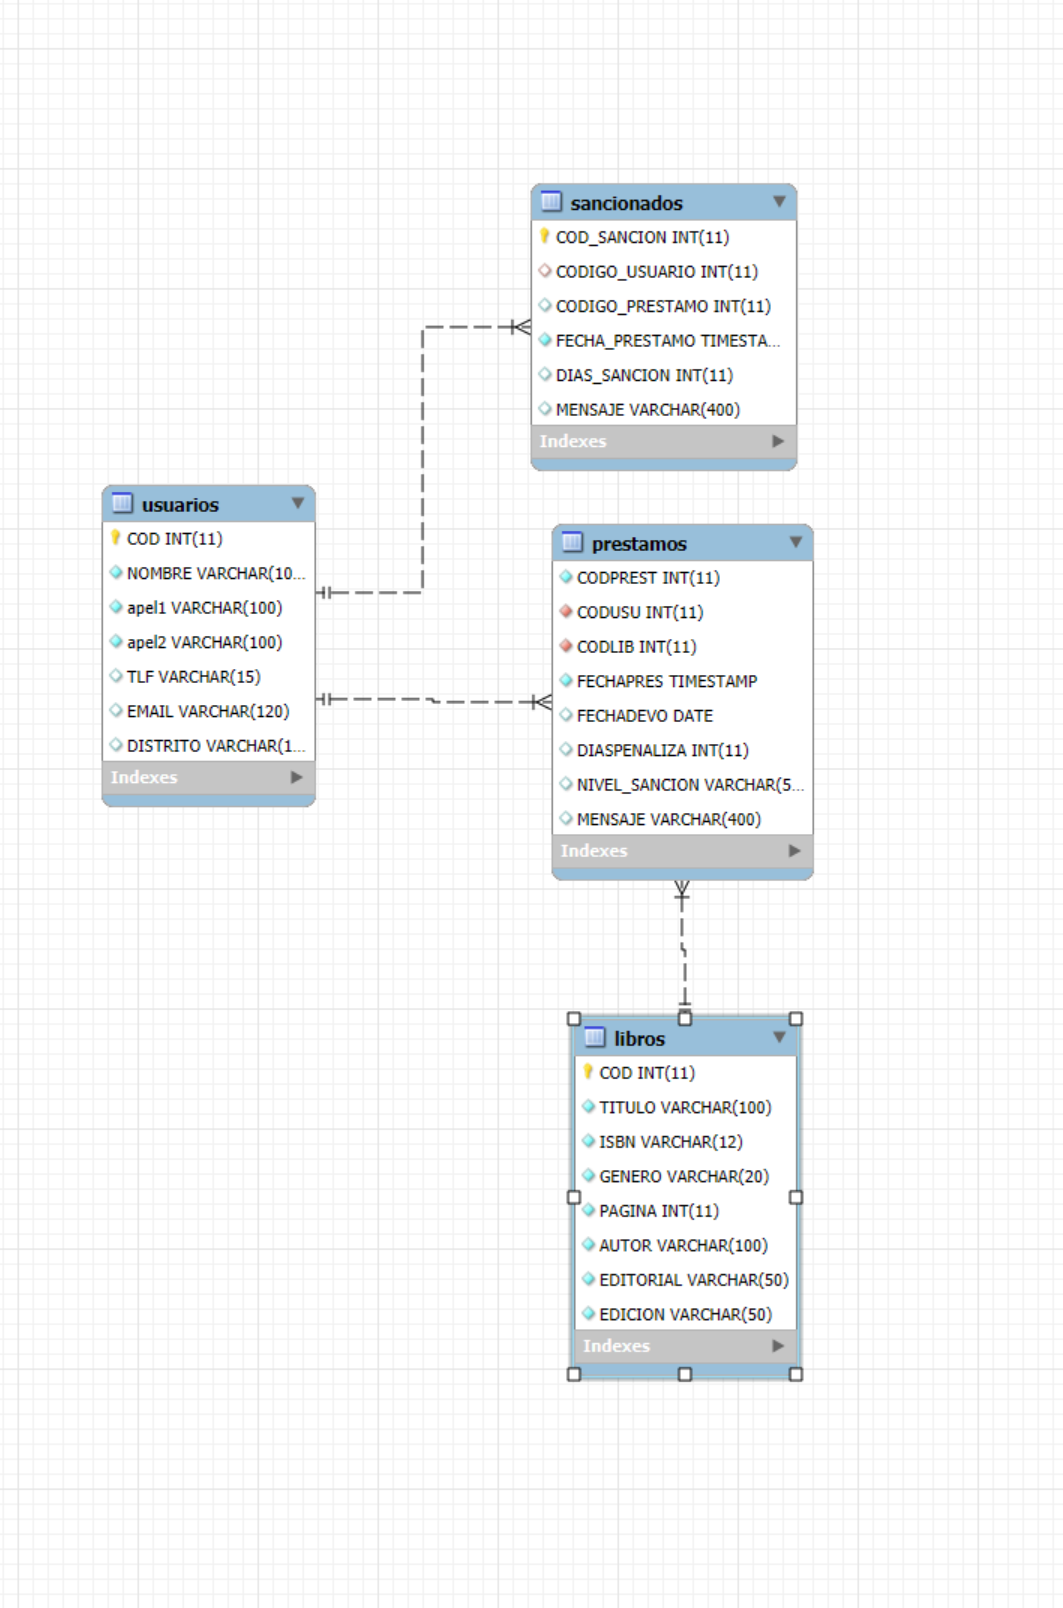 sancionados
COD_SANCION INT(11)
CODIGO_USUARIO INT(11)
CODIGO_PRESTAMO INT(11)
FECHA_PRESTAMO TIMESTA...
DIAS_SANCION INT(11)
MENSAJE VARCHAR(400)
Indexes
usuarios
COD INT(11)
NOMBRE VARCHAR(10...
apel1 VARCHAR(100)
apel2 VARCHAR(100)
TLF VARCHAR(15)
EMAIL VARCHAR(120)
DISTRITO VARCHAR(1...
Indexes
prestamos
CODPREST INT(11)
CODUSU INT(11)
CODLIB INT(11)
FECHAPRES TIMESTAMP
FECHADEVO DATE
DIASPENALIZA INT(11)
NIVEL_SANCION VARCHAR(5...
MENSAJE VARCHAR(400)
Indexes
libros
COD INT(11)
TITULO VARCHAR(100)
ISBN VARCHAR(12)
GENERO VARCHAR(20)
PAGINA INT(11)
AUTOR VARCHAR(100)
EDITORIAL VARCHAR(50)
EDICION VARCHAR(50)
Indexes